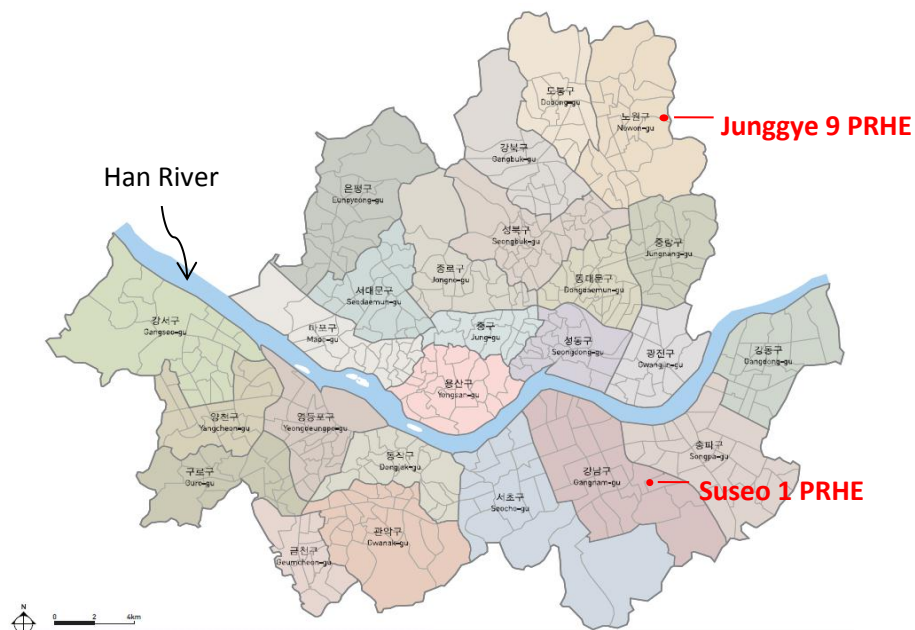 도봉구
Dobong-gu
노원구
Nowon-gu
Junggye 9 PRHE
강북구
Gangbuk-gu
Han River
은평구
Eunpyeong-gu
성북구
Seongbuk-gu
중랑구
Jungnang-gu
종로구
Jongno-gu
동대문구
Dongdaemun-gu
서대문구
Seodaemun-gu
강서구
Gangseo-gu
마포구
Mapo-gu
중구
Jung-gu
성동구
Seongdong-gu
광진구
Gwangjin-gu
강동구
Gangdong-gu
용산구
Yongsan-gu
양천구
Yangcheon-gu
영등포구
Yeongdeungpo-gu
동작구
Dongjak-gu
송파구
Songpa-gu
구로구
Guro-gu
강남구
Gangnam-gu
Suseo 1 PRHE
서초구
Seocho-gu
관악구
Gwanak-gu
금천구
Geumcheon-gu
N
0 2 4km